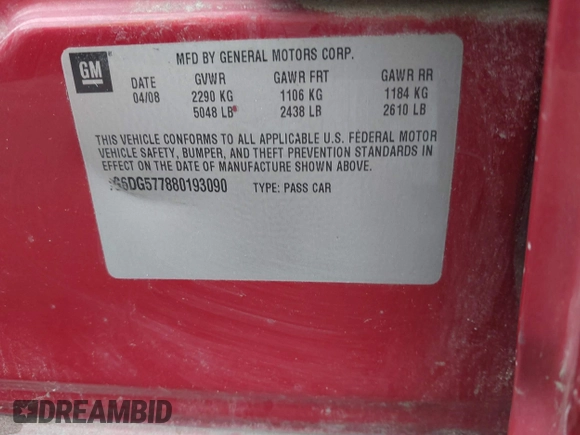 GM
MFD BY GENERAL MOTORS CORP.
DATE GVWR GAWR FRT GAWR RR
04/08 2290 KG 1106 KG 1184 KG
5048 LB 2438 LB 2610 LB
THIS VEHICLE CONFORMS TO ALL APPLICABLE U.S. FEDERAL MOTOR
VEHICLE SAFETY, BUMPER, AND THEFT PREVENTION STANDARDS IN
EFFECT ON THE DATE OF MANUFACTURE SHOWN ABOVE.
G6DG577880193090 TYPE: PASS CAR
DREAMBID